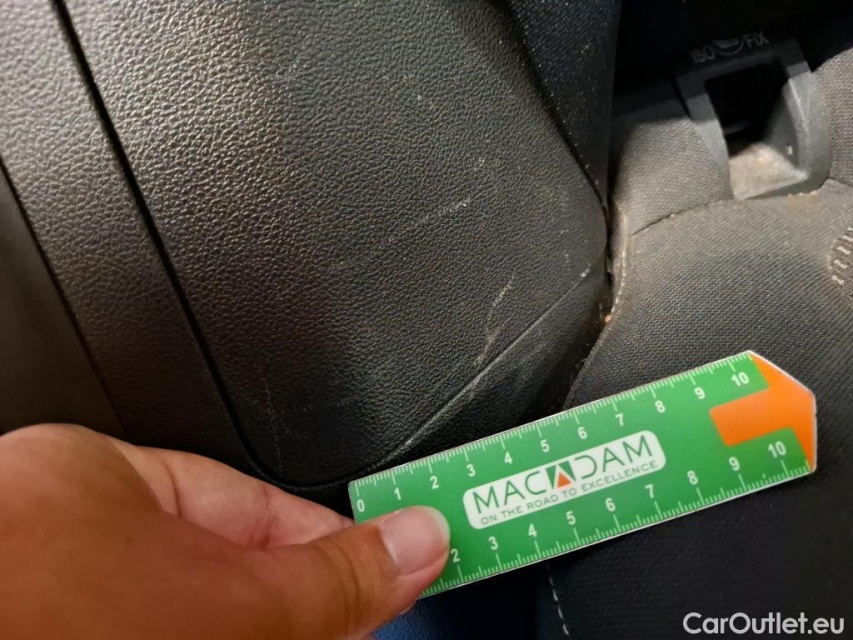 ISO FIX
0 1 2 3 4 5 6 7 8 9 10
MACADAM
ON THE ROAD TO EXCELLENCE
2 3 4 5 6 7 8 9 10
CarOutlet.eu